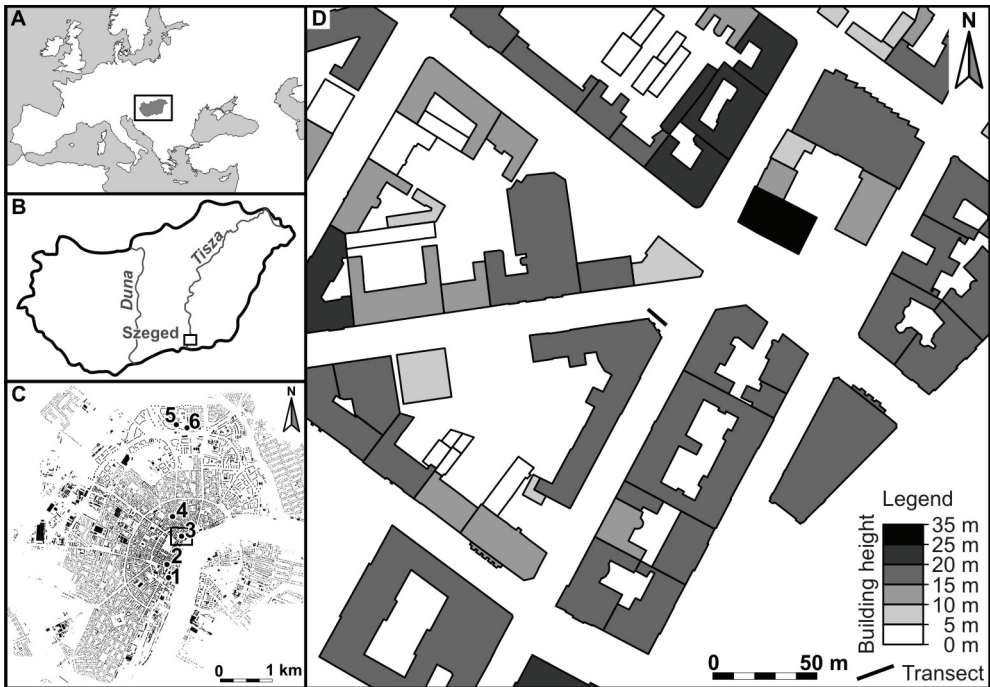 A
B
Duna
Tisza
Szeged
C
N
5
6
4
3
2
1
0 1 km
D
N
Legend
Building height
35 m
25 m
20 m
15 m
10 m
5 m
0 m
0 50 m
Transect